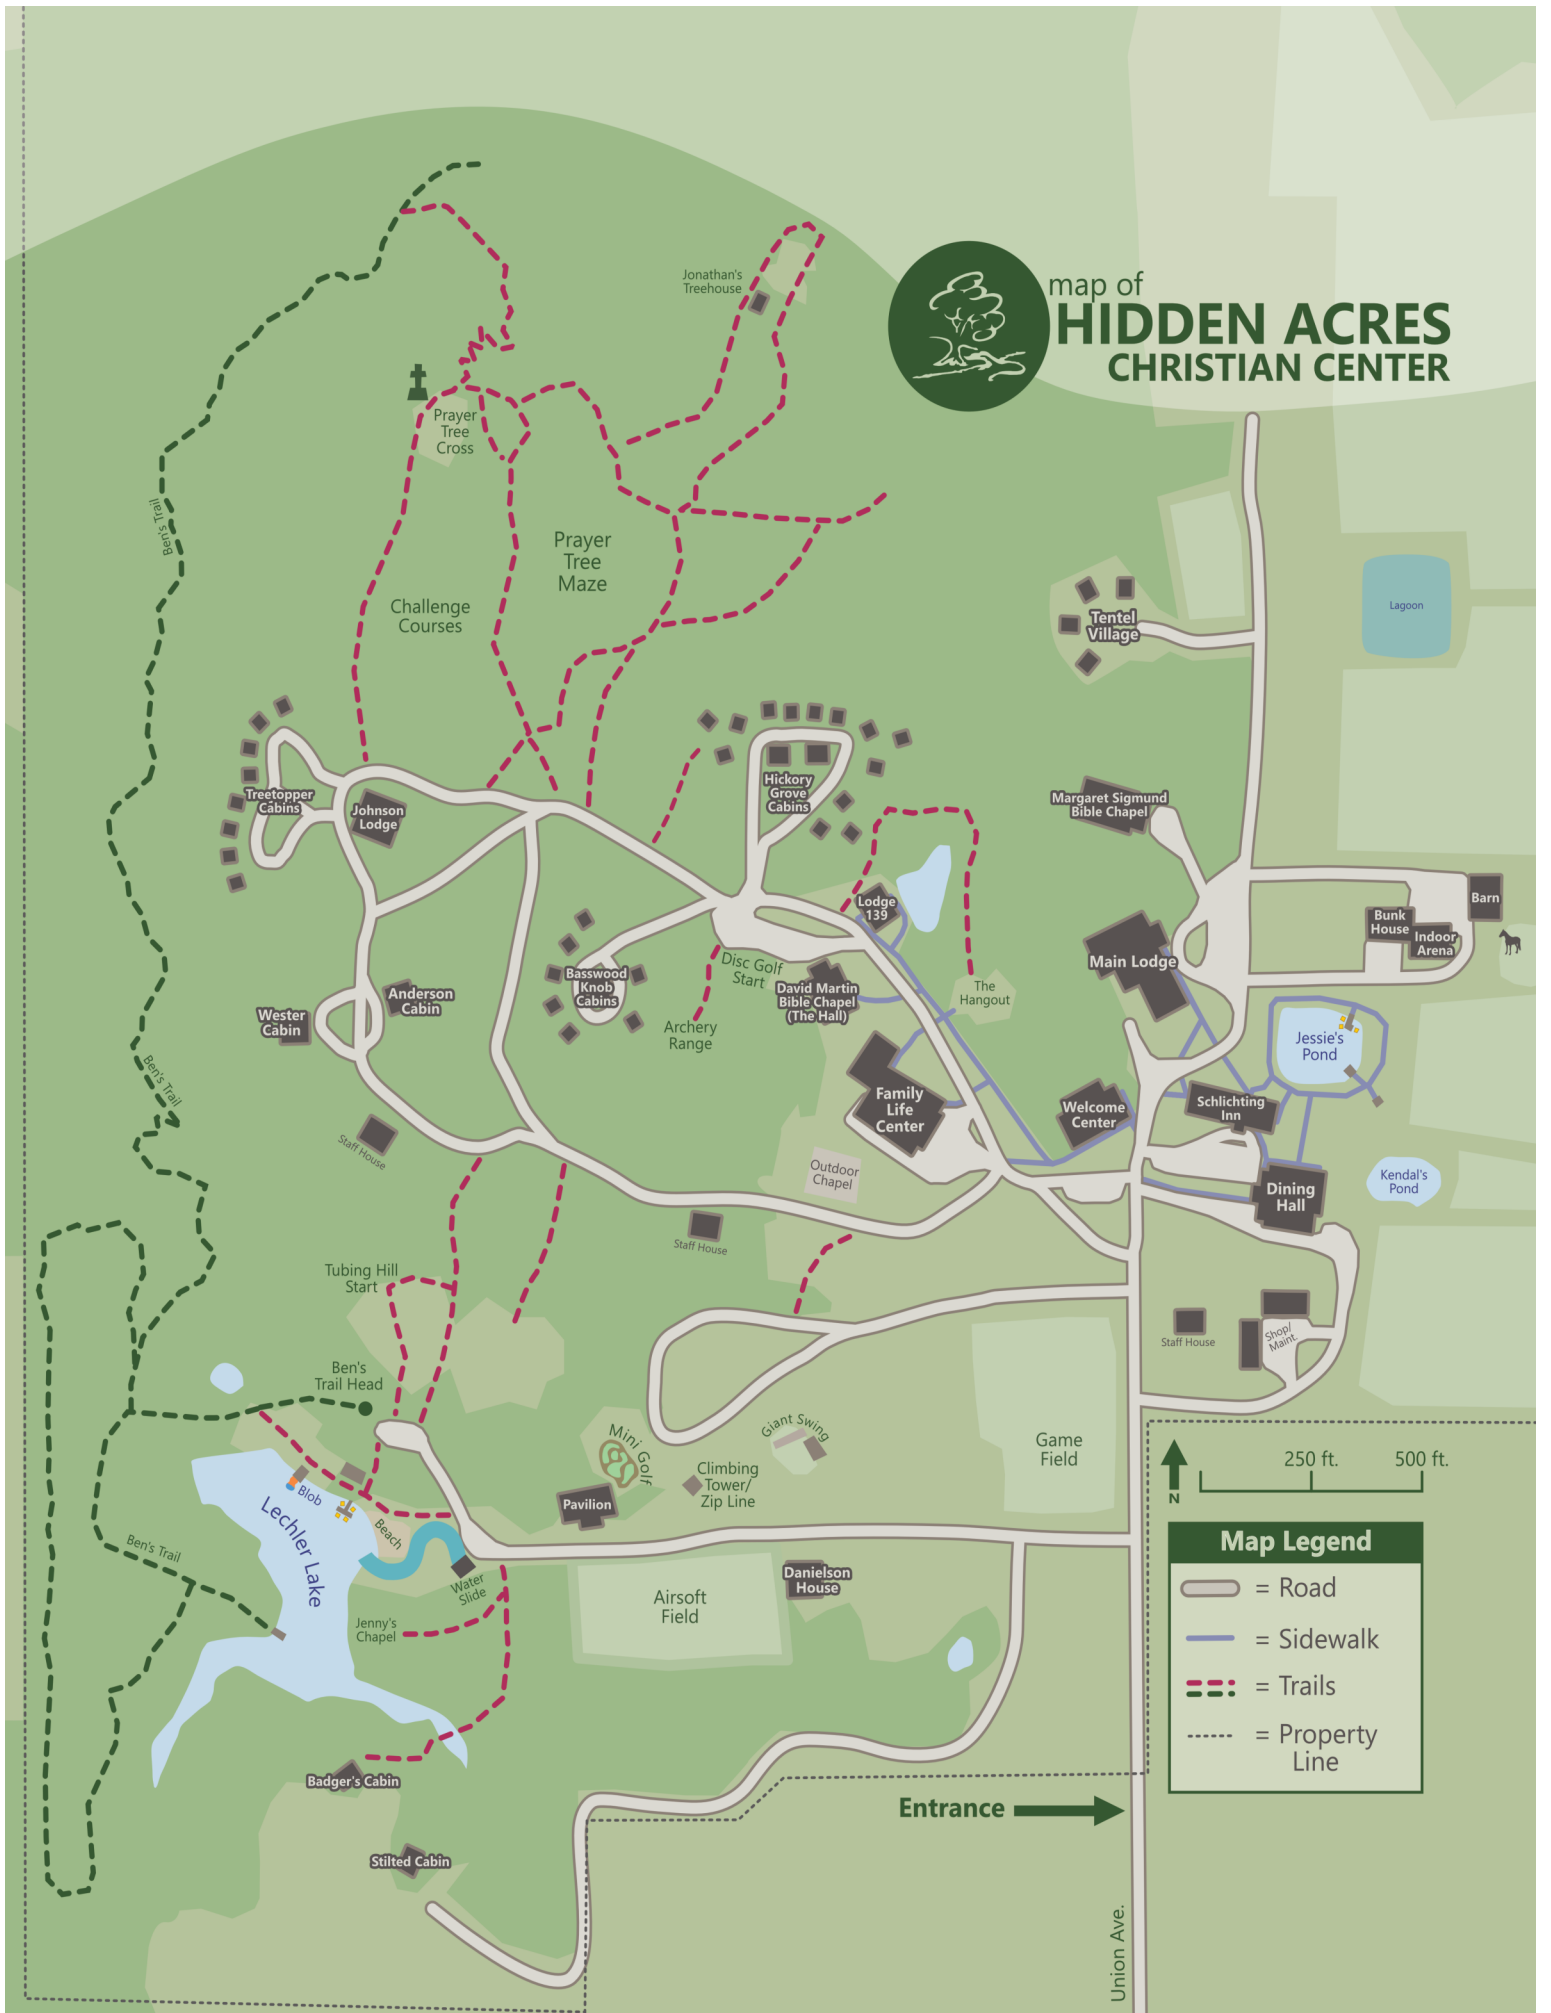 map of
HIDDEN ACRES
CHRISTIAN CENTER
Jonathan's
Treehouse
Prayer
Tree
Cross
Ben's Trail
Prayer
Tree
Maze
Challenge
Courses
Lagoon
Tentel
Village
Treetopper
Cabins
Johnson
Lodge
Hickory
Grove
Cabins
Margaret Sigmund
Bible Chapel
Lodge
139
Barn
Bunk
House
Indoor
Arena
Main Lodge
Disc Golf
Start
Basswood
Knob
Cabins
David Martin
Bible Chapel
(The Hall)
The
Hangout
Anderson
Cabin
Wester
Cabin
Archery
Range
Jessie's
Pond
Ben's Trail
Family
Life
Center
Welcome
Center
Schlichting
Inn
Staff House
Outdoor
Chapel
Kendal's
Pond
Dining
Hall
Staff House
Tubing Hill
Start
Staff House
Shop/
Maint.
Ben's
Trail Head
Mini Golf
Giant Swing
Game
Field
Climbing
Tower/
Zip Line
250 ft.
500 ft.
N
Blob
Pavilion
Lechler Lake
Beach
Ben's Trail
Water
Slide
Danielson
House
Airsoft
Field
Jenny's
Chapel
Map Legend
= Road
= Sidewalk
= Trails
= Property
Line
Badger's Cabin
Entrance
Stilted Cabin
Union Ave.